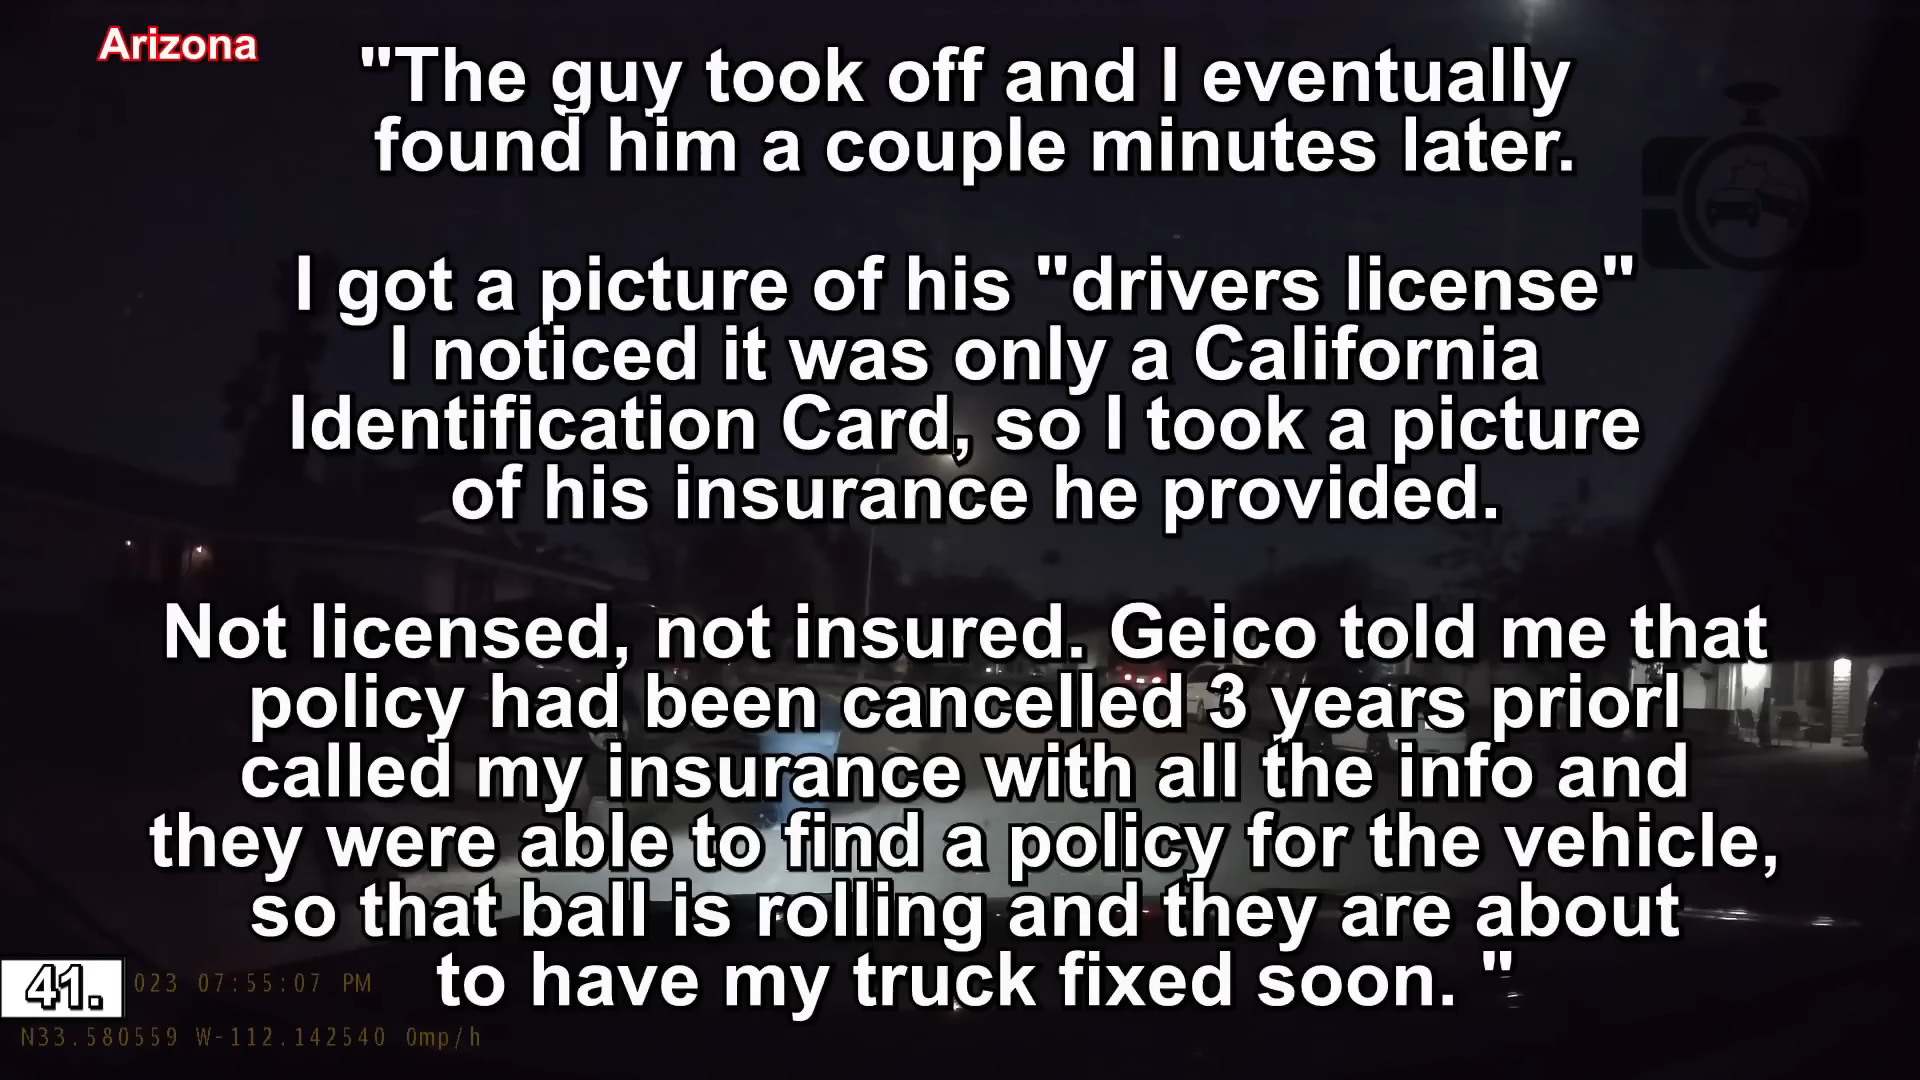 Arizona
"The guy took off and I eventually
found him a couple minutes later.
I got a picture of his "drivers license"
I noticed it was only a California
Identification Card, so I took a picture
of his insurance he provided.
Not licensed, not insured. Geico told me that
policy had been cancelled 3 years priorI
called my insurance with all the info and
they were able to find a policy for the vehicle,
so that ball is rolling and they are about
to have my truck fixed soon. "
41.
023 07:55:07 PM
N33.580559 W-112.142540 0mp/h